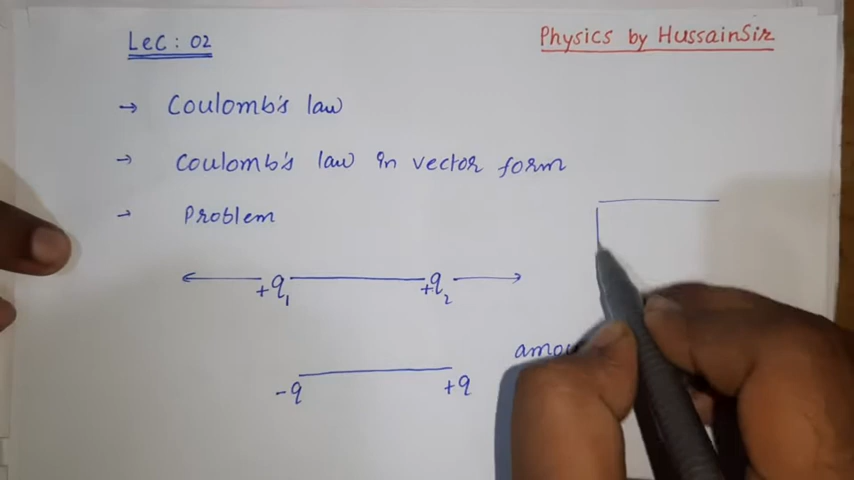 Lec : 02
Physics by HussainSir
→ Coulomb's law
→ Coulomb's law in vector form
→ Problem
+q₁ +q₂
-q +q